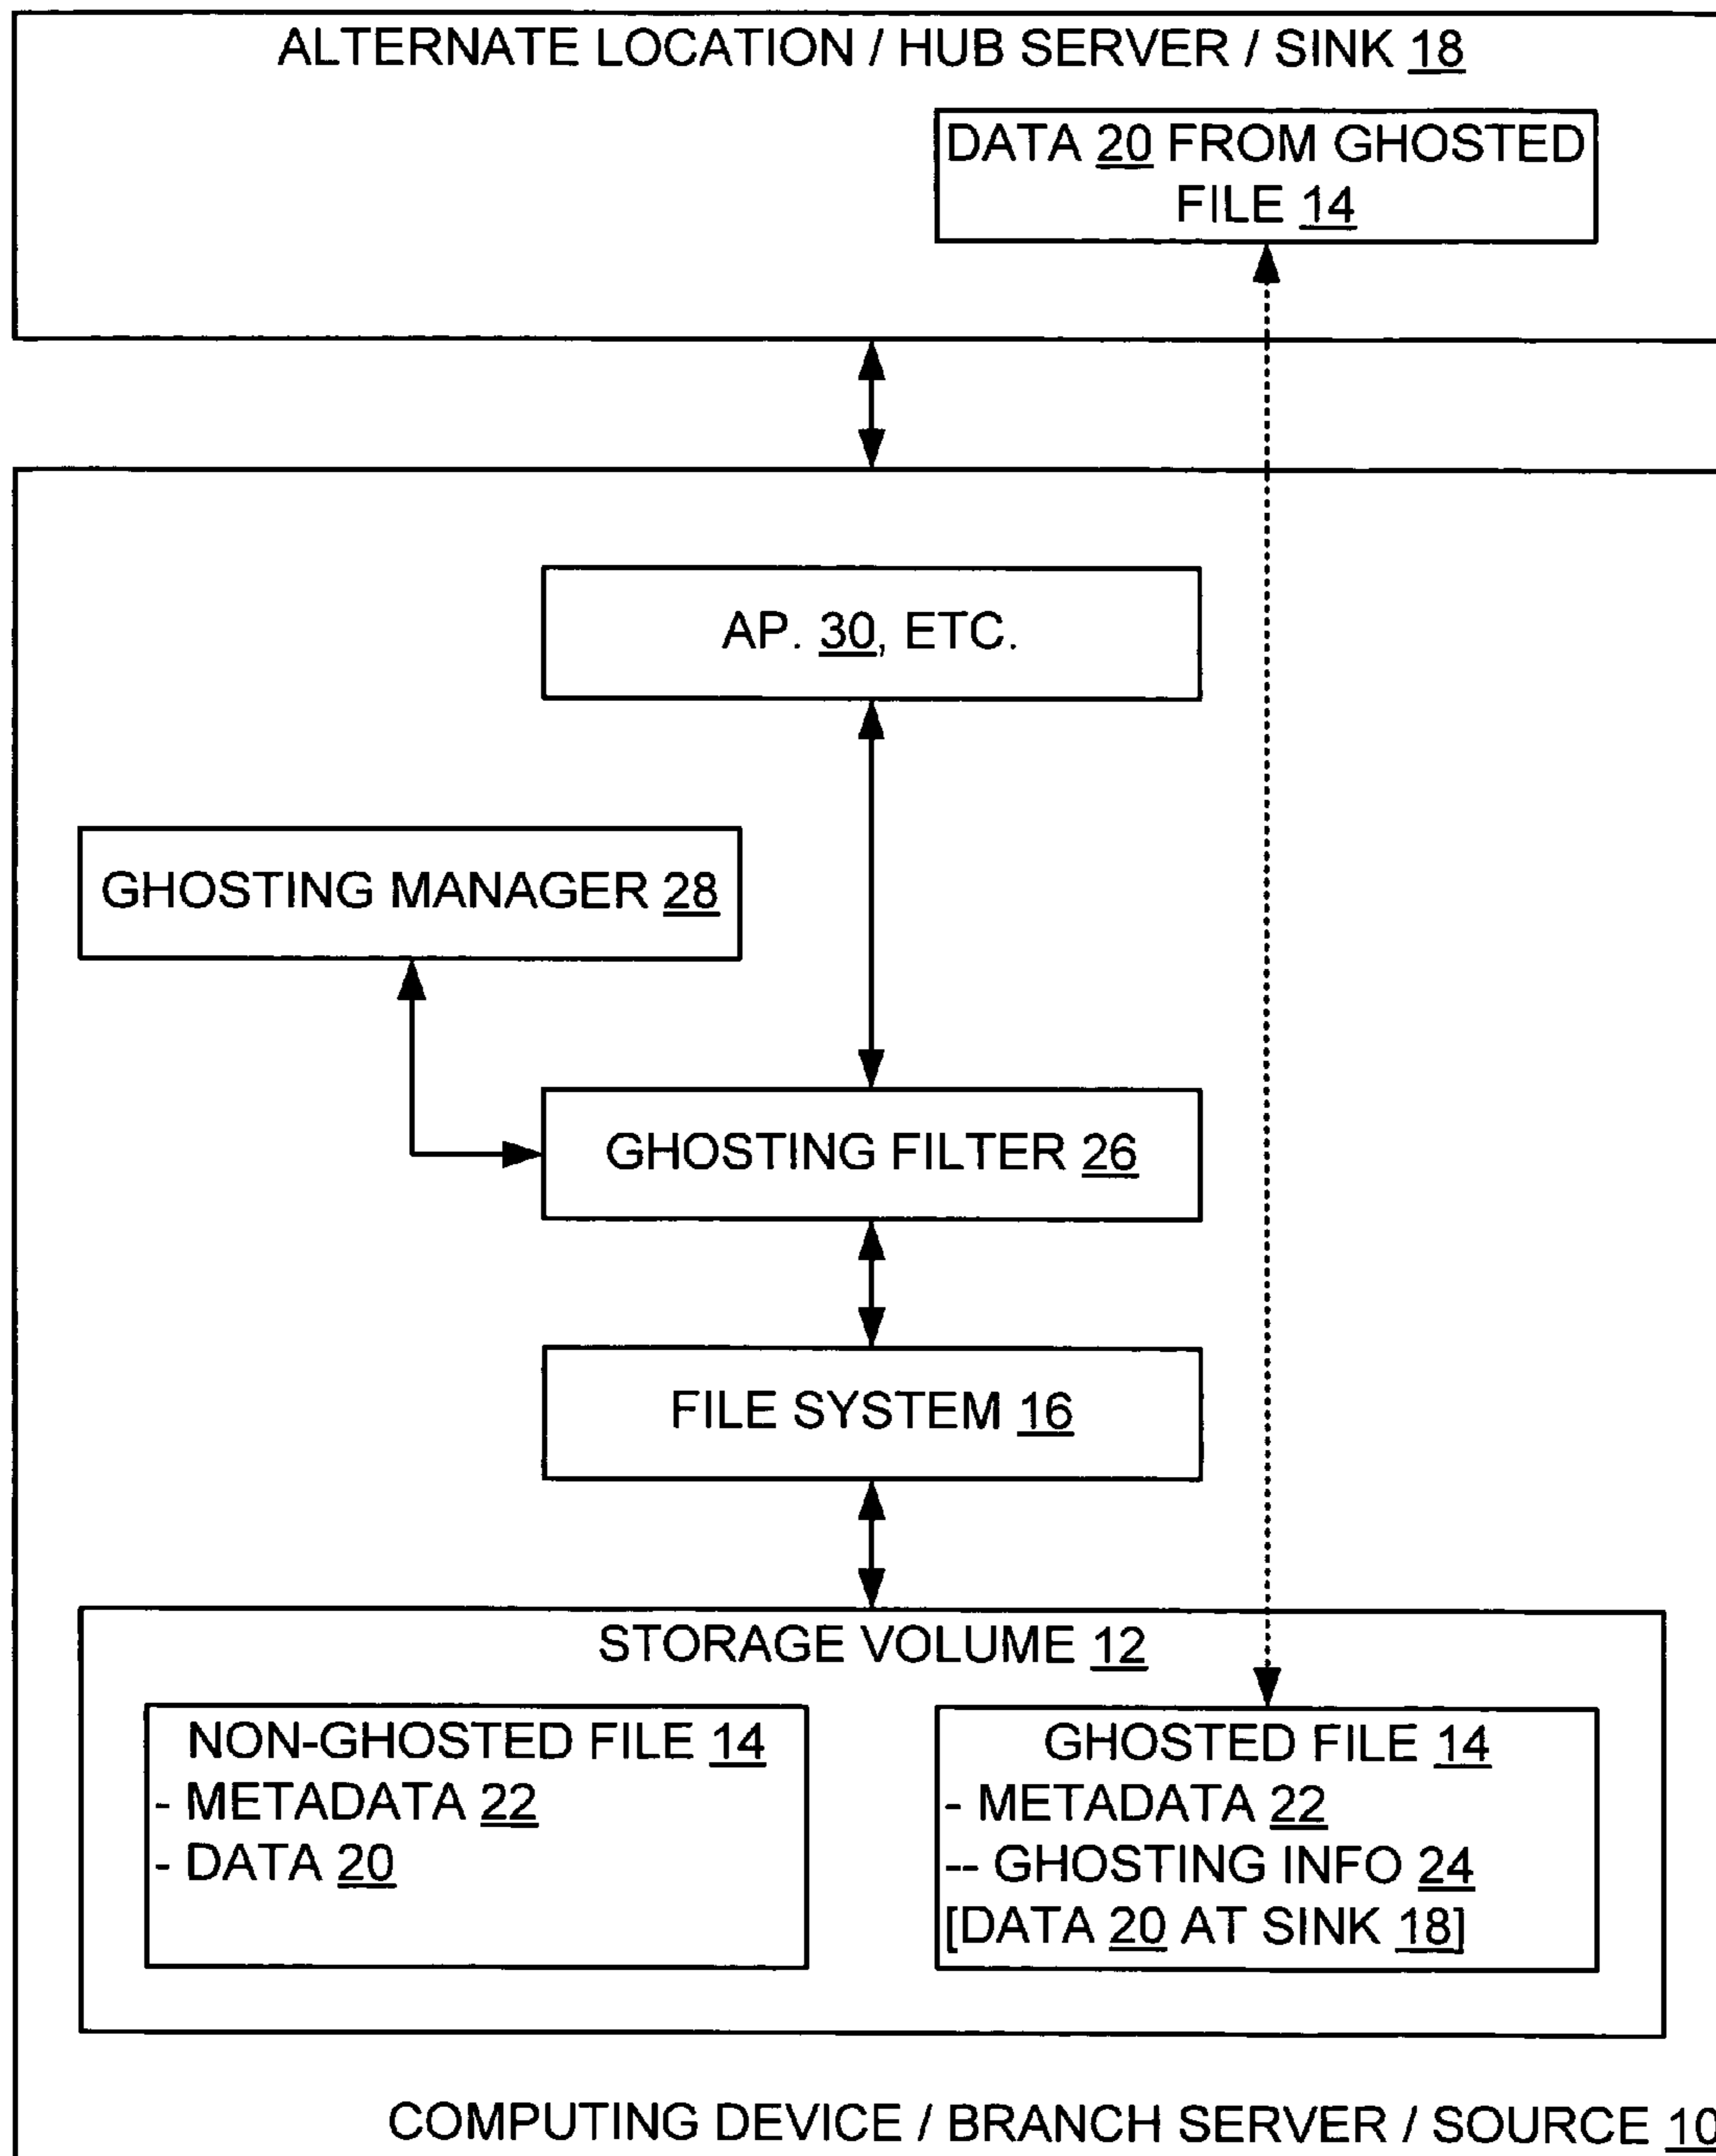 ALTERNATE LOCATION / HUB SERVER / SINK 18
DATA 20 FROM GHOSTED
FILE 14
AP. 30, ETC.
GHOSTING MANAGER 28
GHOSTING FILTER 26
FILE SYSTEM 16
STORAGE VOLUME 12
NON-GHOSTED FILE 14
- METADATA 22
- DATA 20
GHOSTED FILE 14
- METADATA 22
-- GHOSTING INFO 24
[DATA 20 AT SINK 18]
COMPUTING DEVICE / BRANCH SERVER / SOURCE 10